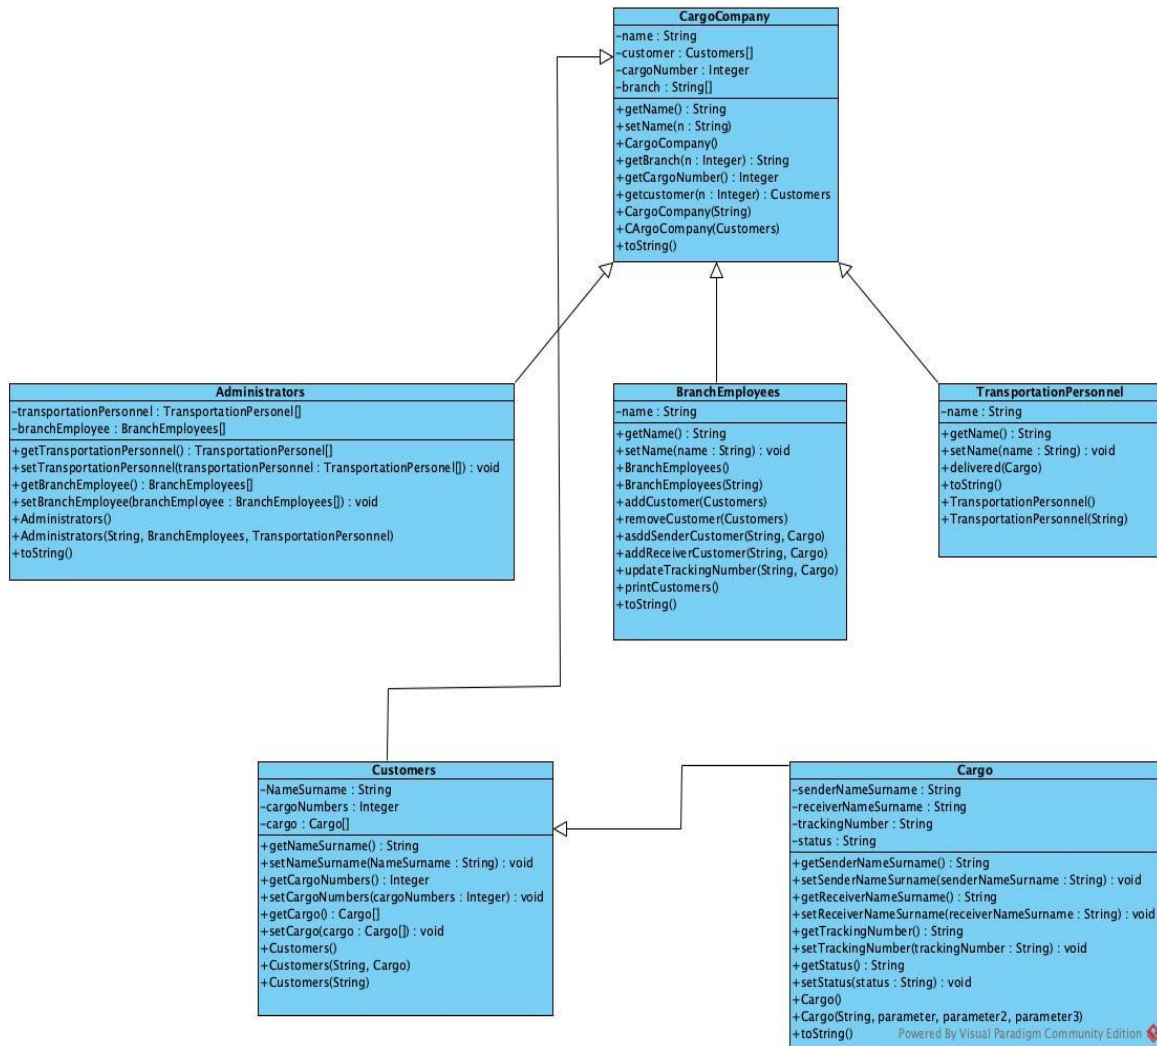 CargoCompany
-name : String
-customer : Customers[]
-cargoNumber : Integer
-branch : String[]
+getName() : String
+setName(n : String)
+CargoCompany()
+getBranch(n : Integer) : String
+getCargoNumber() : Integer
+getcustomer(n : Integer) : Customers
+CargoCompany(String)
+CArgoCompany(Customers)
+toString()
Administrators
-transportationPersonnel : TransportationPersonel[]
-branchEmployee : BranchEmployees[]
+getTransportationPersonnel() : TransportationPersonel[]
+setTransportationPersonnel(transportationPersonnel : TransportationPersonel[]) : void
+getBranchEmployee() : BranchEmployees[]
+setBranchEmployee(branchEmployee : BranchEmployees[]) : void
+Administrators()
+Administrators(String, BranchEmployees, TransportationPersonnel)
+toString()
BranchEmployees
-name : String
+getName() : String
+setName(name : String) : void
+BranchEmployees()
+BranchEmployees(String)
+addCustomer(Customers)
+removeCustomer(Customers)
+asddSenderCustomer(String, Cargo)
+addReceiverCustomer(String, Cargo)
+updateTrackingNumber(String, Cargo)
+printCustomers()
+toString()
TransportationPersonnel
-name : String
+getName() : String
+setName(name : String) : void
+delivered(Cargo)
+toString()
+TransportationPersonnel()
+TransportationPersonnel(String)
Customers
-NameSurname : String
-cargoNumbers : Integer
-cargo : Cargo[]
+getNameSurname() : String
+setNameSurname(NameSurname : String) : void
+getCargoNumbers() : Integer
+setCargoNumbers(cargoNumbers : Integer) : void
+getCargo() : Cargo[]
+setCargo(cargo : Cargo[]) : void
+Customers()
+Customers(String, Cargo)
+Customers(String)
Cargo
-senderNameSurname : String
-receiverNameSurname : String
-trackingNumber : String
-status : String
+getSenderNameSurname() : String
+setSenderNameSurname(senderNameSurname : String) : void
+getReceiverNameSurname() : String
+setReceiverNameSurname(receiverNameSurname : String) : void
+getTrackingNumber() : String
+setTrackingNumber(trackingNumber : String) : void
+getStatus() : String
+setStatus(status : String) : void
+Cargo()
+Cargo(String, parameter, parameter2, parameter3)
+toString()
Powered By Visual Paradigm Community Edition